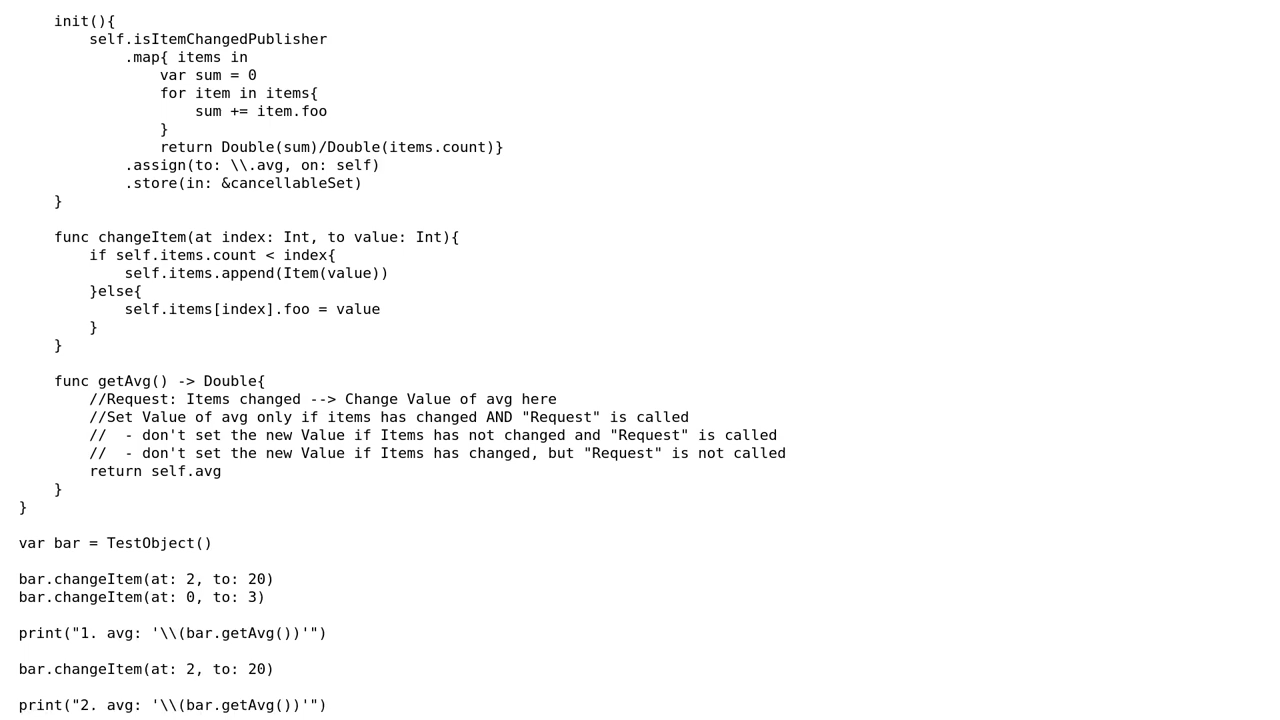 init(){
self.isItemChangedPublisher
.map{ items in
var sum = 0
for item in items{
sum += item.foo
}
return Double(sum)/Double(items.count)}
.assign(to: \\.avg, on: self)
.store(in: &cancellableSet)
}
func changeItem(at index: Int, to value: Int){
if self.items.count < index{
self.items.append(Item(value))
}else{
self.items[index].foo = value
}
}
func getAvg() -> Double{
//Request: Items changed --> Change Value of avg here
//Set Value of avg only if items has changed AND "Request" is called
//  - don't set the new Value if Items has not changed and "Request" is called
//  - don't set the new Value if Items has changed, but "Request" is not called
return self.avg
}
}
var bar = TestObject()
bar.changeItem(at: 2, to: 20)
bar.changeItem(at: 0, to: 3)
print("1. avg: '\\(bar.getAvg())'")
bar.changeItem(at: 2, to: 20)
print("2. avg: '\\(bar.getAvg())'")